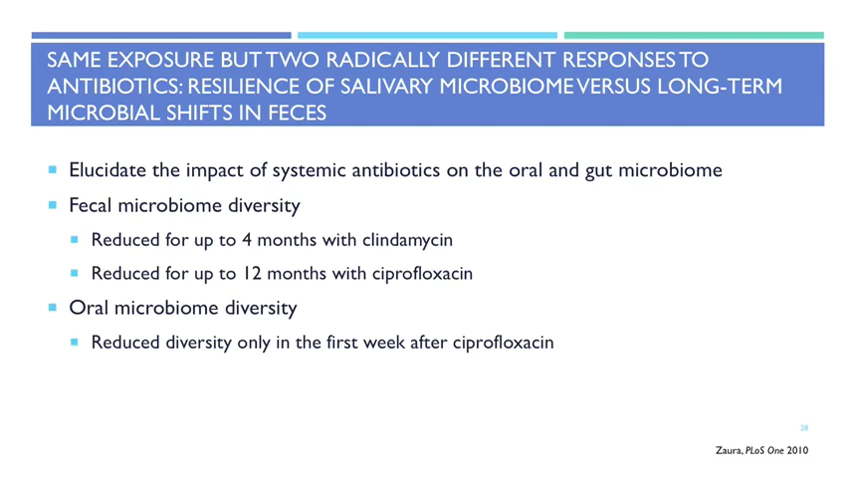 SAME EXPOSURE BUT TWO RADICALLY DIFFERENT RESPONSES TO
ANTIBIOTICS: RESILIENCE OF SALIVARY MICROBIOME VERSUS LONG-TERM
MICROBIAL SHIFTS IN FECES
Elucidate the impact of systemic antibiotics on the oral and gut microbiome
Fecal microbiome diversity
Reduced for up to 4 months with clindamycin
Reduced for up to 12 months with ciprofloxacin
Oral microbiome diversity
Reduced diversity only in the first week after ciprofloxacin
38
Zaura, PLoS One 2010